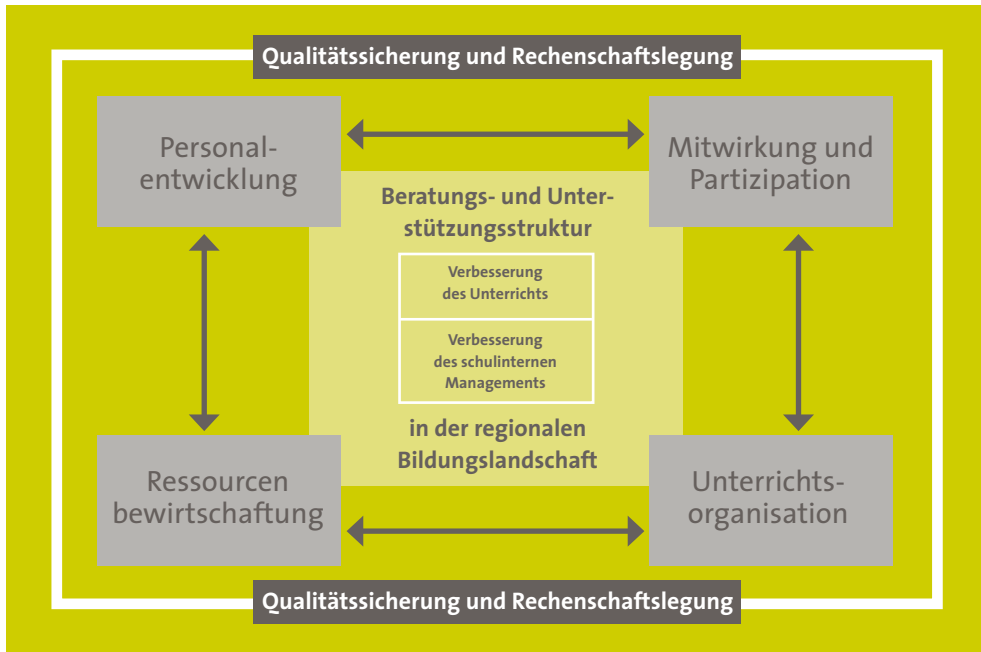 Qualitätssicherung und Rechenschaftslegung
Personal-
entwicklung
Mitwirkung und
Partizipation
Beratungs- und Unter-
stützungsstruktur
Verbesserung
des Unterrichts
Verbesserung
des schulinternen
Managements
in der regionalen
Bildungslandschaft
Ressourcen
bewirtschaftung
Unterrichts-
organisation
Qualitätssicherung und Rechenschaftslegung